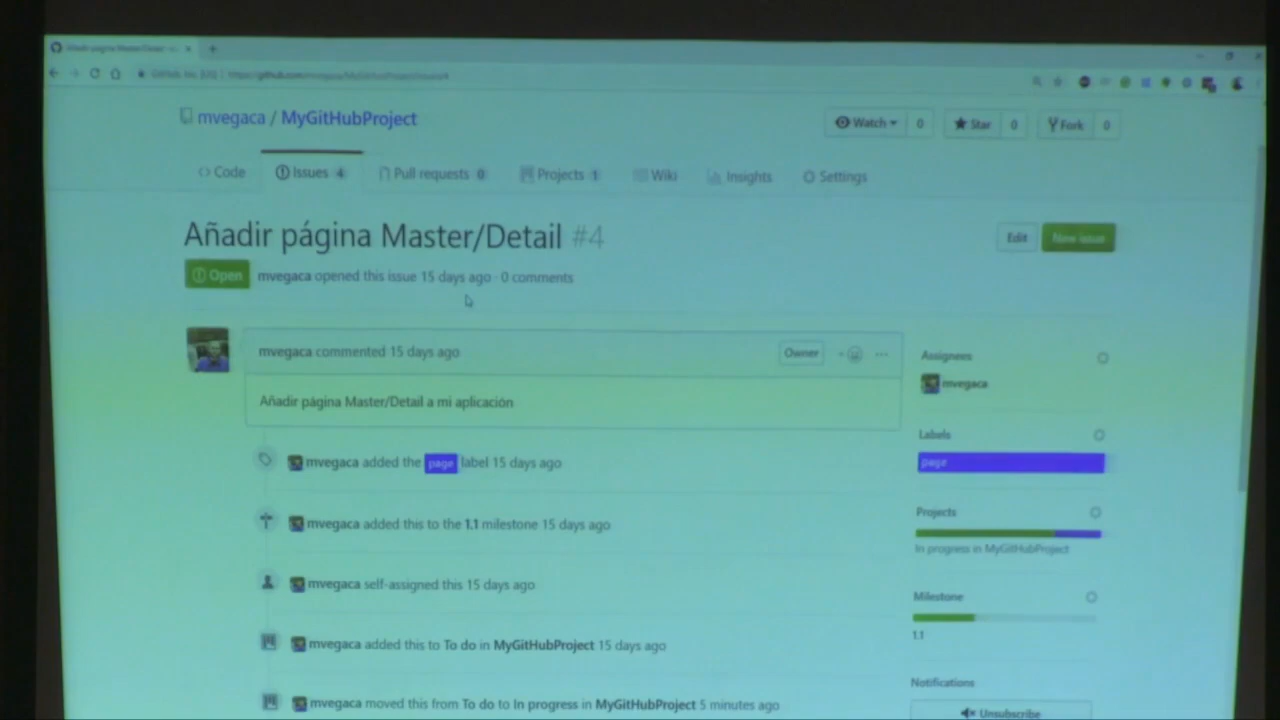 mvegaca / MyGitHubProject
Watch 0 Star 0 Fork 0
Code Issues 4 Pull requests 0 Projects 1 Wiki Insights Settings
Añadir página Master/Detail #4
Edit New issue
Open mvegaca opened this issue 15 days ago · 0 comments
mvegaca commented 15 days ago
Owner
Añadir página Master/Detail a mi aplicación
mvegaca added the page label 15 days ago
mvegaca added this to the 1.1 milestone 15 days ago
mvegaca self-assigned this 15 days ago
mvegaca added this to To do in MyGitHubProject 15 days ago
mvegaca moved this from To do to In progress in MyGitHubProject 5 minutes ago
Assignees
mvegaca
Labels
page
Projects
In progress in MyGitHubProject
Milestone
1.1
Notifications
Unsubscribe